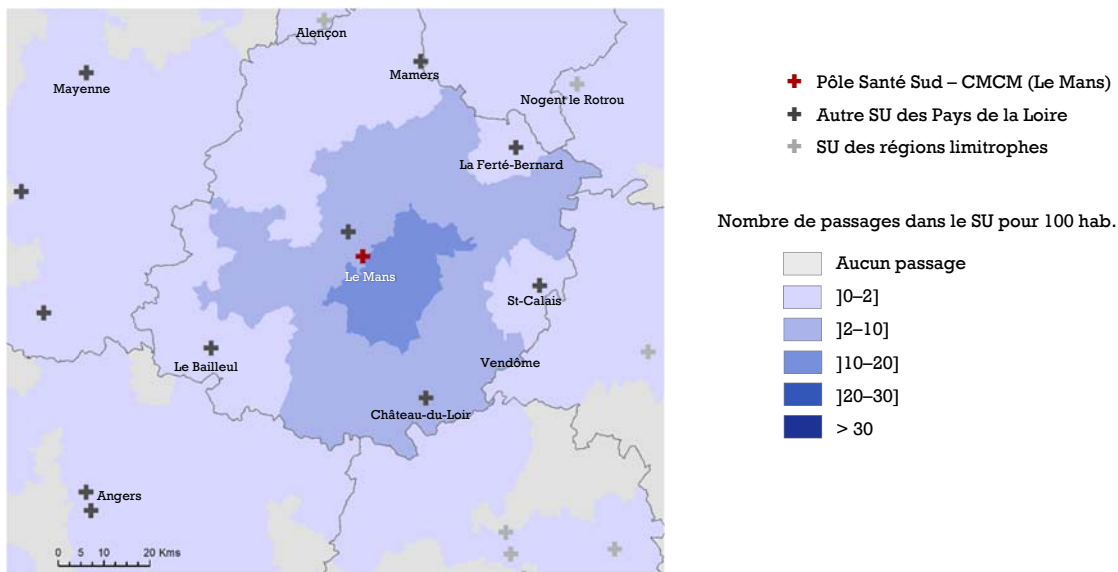 Alençon
Mamers
Mayenne
Nogent le Rotrou
La Ferté-Bernard
Le Mans
St-Calais
Le Bailleul
Vendôme
Château-du-Loir
Angers
0 5 10 20 Kms
Pôle Santé Sud – CMCM (Le Mans)
Autre SU des Pays de la Loire
SU des régions limitrophes
Nombre de passages dans le SU pour 100 hab.
Aucun passage
]0–2]
]2–10]
]10–20]
]20–30]
> 30